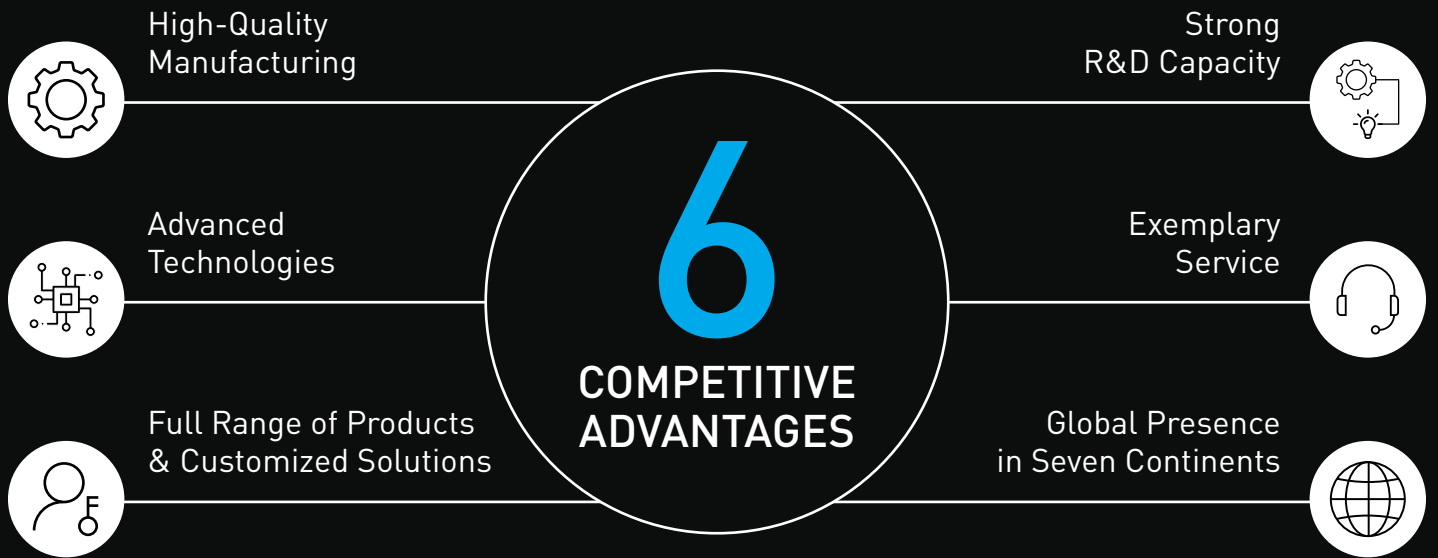 High-Quality
Manufacturing
Advanced
Technologies
Full Range of Products
& Customized Solutions
6
COMPETITIVE
ADVANTAGES
Strong
R&D Capacity
Exemplary
Service
Global Presence
in Seven Continents